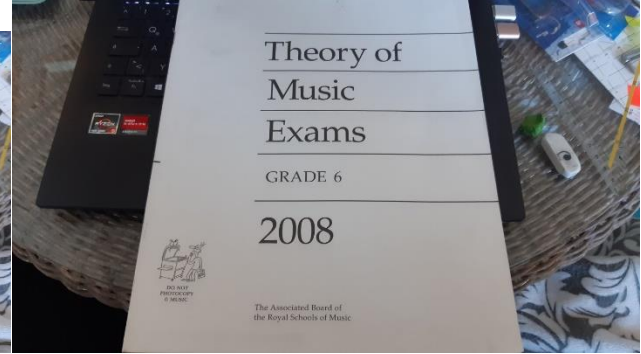 Theory of
Music
Exams
GRADE 6
2008
DO NOT
PHOTOCOPY
© MUSIC
The Associated Board of
the Royal Schools of Music